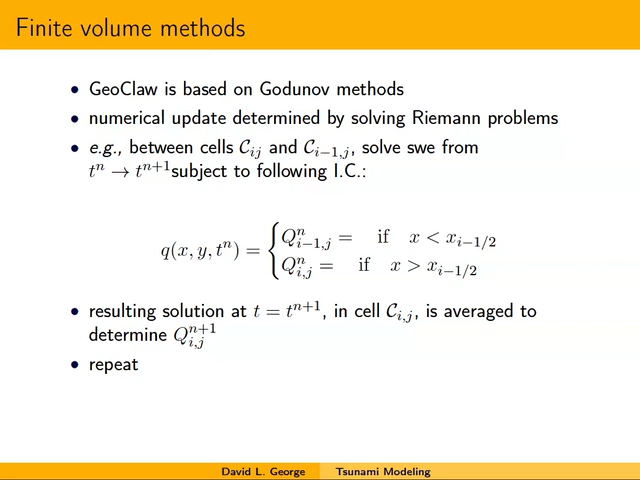 Finite volume methods
• GeoClaw is based on Godunov methods
• numerical update determined by solving Riemann problems
• e.g., between cells 𝒞_{ij} and 𝒞_{i−1,j}, solve swe from
t^n → t^{n+1}subject to following I.C.:
q(x, y, t^n) = { Q^n_{i−1,j} = if x < x_{i−1/2}
Q^n_{i,j} = if x > x_{i−1/2}
• resulting solution at t = t^{n+1}, in cell 𝒞_{i,j}, is averaged to
determine Q^{n+1}_{i,j}
• repeat
David L. George Tsunami Modeling